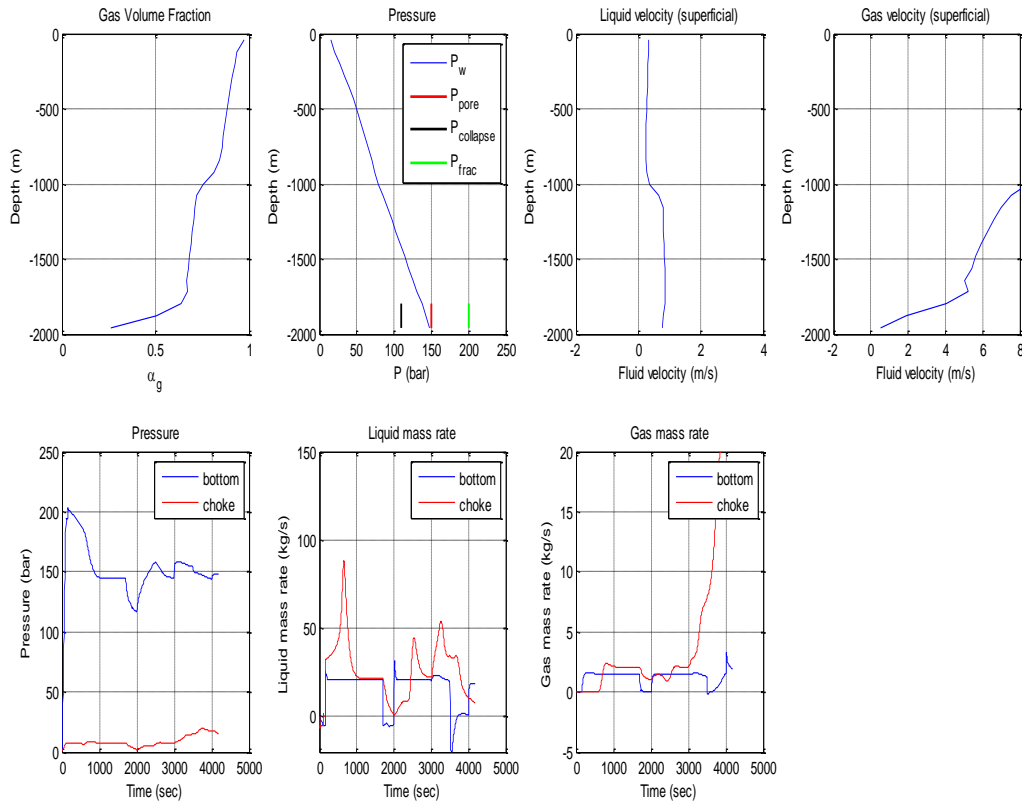 Gas Volume Fraction
0
-500
-1000
-1500
-2000
Depth (m)
0
0.5
1
α_g
Pressure
0
-500
-1000
-1500
-2000
Depth (m)
P_w
P_pore
P_collapse
P_frac
0
50
100
150
200
250
P (bar)
Liquid velocity (superficial)
0
-500
-1000
-1500
-2000
Depth (m)
-2
0
2
4
Fluid velocity (m/s)
Gas velocity (superficial)
0
-500
-1000
-1500
-2000
Depth (m)
-2
0
2
4
6
8
Fluid velocity (m/s)
Pressure
250
200
150
100
50
0
Pressure (bar)
bottom
choke
0
1000
2000
3000
4000
5000
Time (sec)
Liquid mass rate
150
100
50
0
Liquid mass rate (kg/s)
bottom
choke
0
1000
2000
3000
4000
5000
Time (sec)
Gas mass rate
20
15
10
5
0
-5
Gas mass rate (kg/s)
bottom
choke
0
1000
2000
3000
4000
5000
Time (sec)